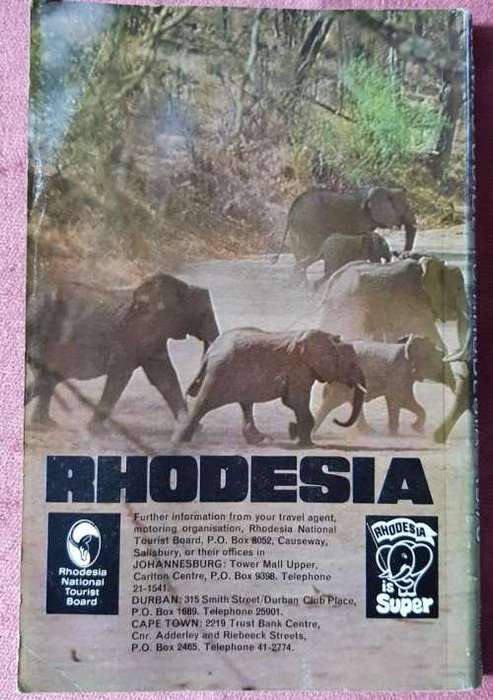 RHODESIA
Further information from your travel agent,
motoring organisation, Rhodesia National
Tourist Board, P.O. Box 8052, Causeway,
Salisbury, or their offices in
JOHANNESBURG: Tower Mall Upper,
Carlton Centre, P.O. Box 9398. Telephone
21-1541.
DURBAN: 315 Smith Street/Durban Club Place,
P.O. Box 1689. Telephone 25901.
CAPE TOWN: 2219 Trust Bank Centre,
Cnr. Adderley and Riebeeck Streets,
P.O. Box 2465. Telephone 41-2774.
Rhodesia
National
Tourist
Board
RHODESIA
is
Super